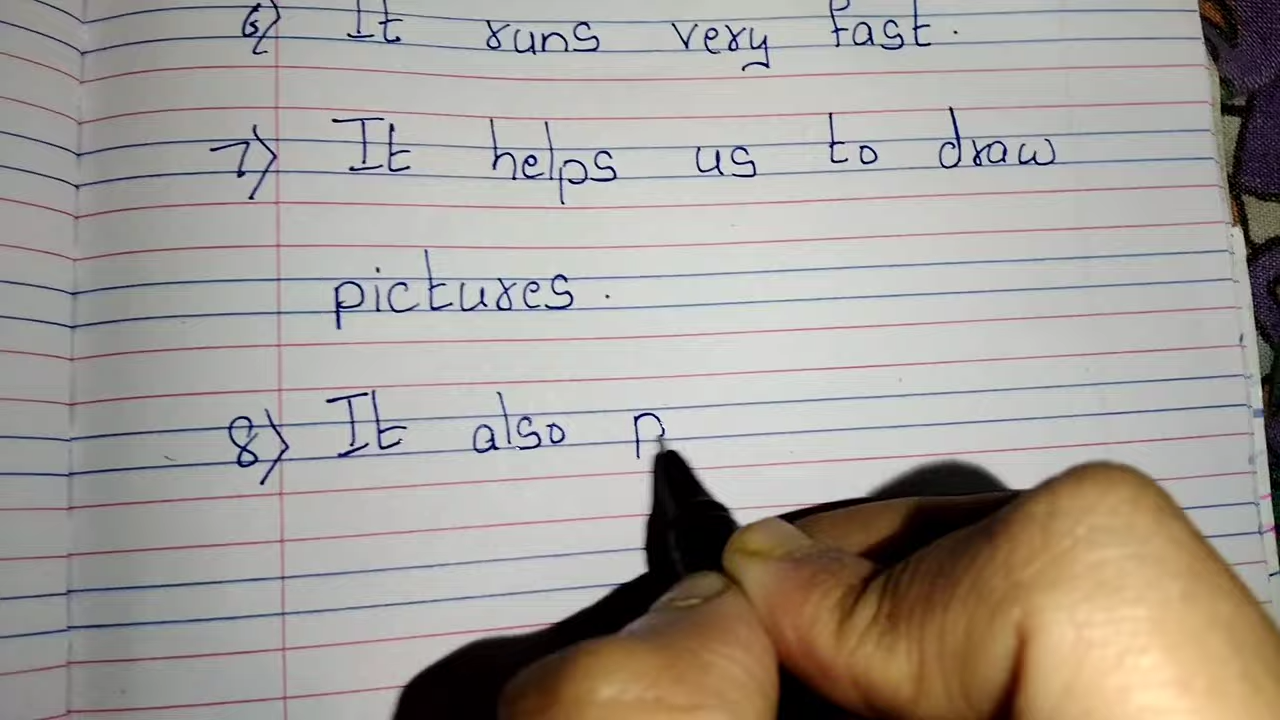 6) It runs very fast.
7) It helps us to draw
pictures.
8) It also p